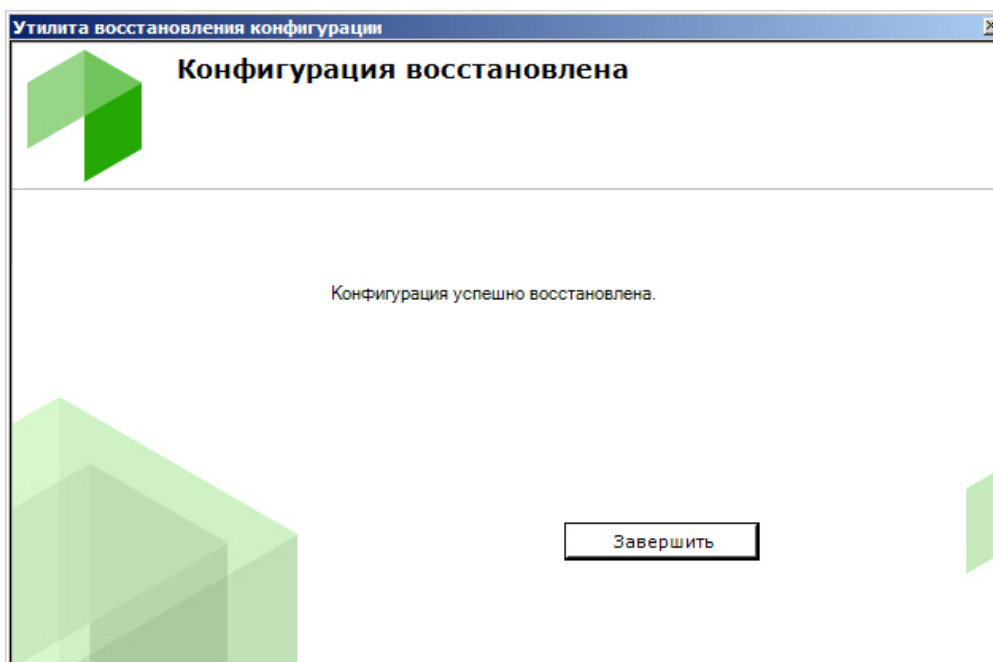 Утилита восстановления конфигурации
Конфигурация восстановлена
Конфигурация успешно восстановлена.
Завершить